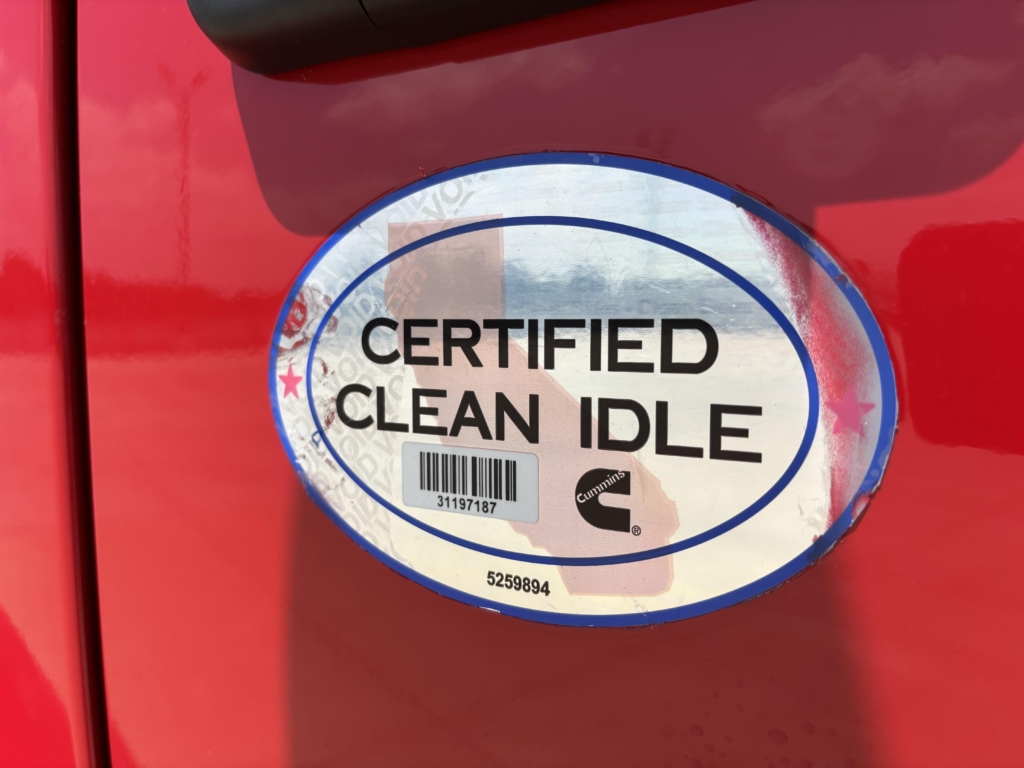 CERTIFIED
CLEAN IDLE
31197187
Cummins
®
5259894